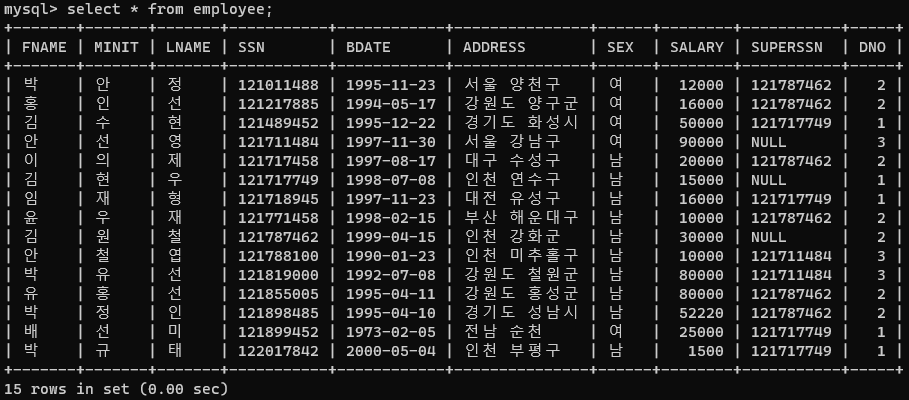 mysql> select * from employee;
+-------+-------+-------+-----------+------------+-----------------+------+--------+-----------+------+
| FNAME | MINIT | LNAME | SSN | BDATE | ADDRESS | SEX | SALARY | SUPERSSN | DNO |
+-------+-------+-------+-----------+------------+-----------------+------+--------+-----------+------+
| 박 | 안 | 정 | 121011488 | 1995-11-23 | 서울 양천구 | 여 | 12000 | 121787462 | 2 |
| 홍 | 인 | 선 | 121217885 | 1994-05-17 | 강원도 양구군 | 여 | 16000 | 121787462 | 2 |
| 김 | 수 | 현 | 121489452 | 1995-12-22 | 경기도 화성시 | 여 | 50000 | 121717749 | 1 |
| 안 | 선 | 영 | 121711484 | 1997-11-30 | 서울 강남구 | 여 | 90000 | NULL | 3 |
| 이 | 의 | 제 | 121717458 | 1997-08-17 | 대구 수성구 | 남 | 20000 | 121787462 | 2 |
| 김 | 현 | 우 | 121717749 | 1998-07-08 | 인천 연수구 | 남 | 15000 | NULL | 1 |
| 임 | 재 | 형 | 121718945 | 1997-11-23 | 대전 유성구 | 남 | 16000 | 121717749 | 1 |
| 윤 | 우 | 재 | 121771458 | 1998-02-15 | 부산 해운대구 | 남 | 10000 | 121787462 | 2 |
| 김 | 원 | 철 | 121787462 | 1999-04-15 | 인천 강화군 | 남 | 30000 | NULL | 2 |
| 안 | 철 | 엽 | 121788100 | 1990-01-23 | 인천 미추홀구 | 남 | 10000 | 121711484 | 3 |
| 박 | 유 | 선 | 121819000 | 1992-07-08 | 강원도 철원군 | 남 | 80000 | 121711484 | 3 |
| 유 | 홍 | 선 | 121855005 | 1995-04-11 | 강원도 홍성군 | 남 | 80000 | 121787462 | 2 |
| 박 | 정 | 인 | 121898485 | 1995-04-10 | 경기도 성남시 | 남 | 52220 | 121787462 | 2 |
| 배 | 선 | 미 | 121899452 | 1973-02-05 | 전남 순천 | 여 | 25000 | 121717749 | 1 |
| 박 | 규 | 태 | 122017842 | 2000-05-04 | 인천 부평구 | 남 | 1500 | 121717749 | 1 |
+-------+-------+-------+-----------+------------+-----------------+------+--------+-----------+------+
15 rows in set (0.00 sec)